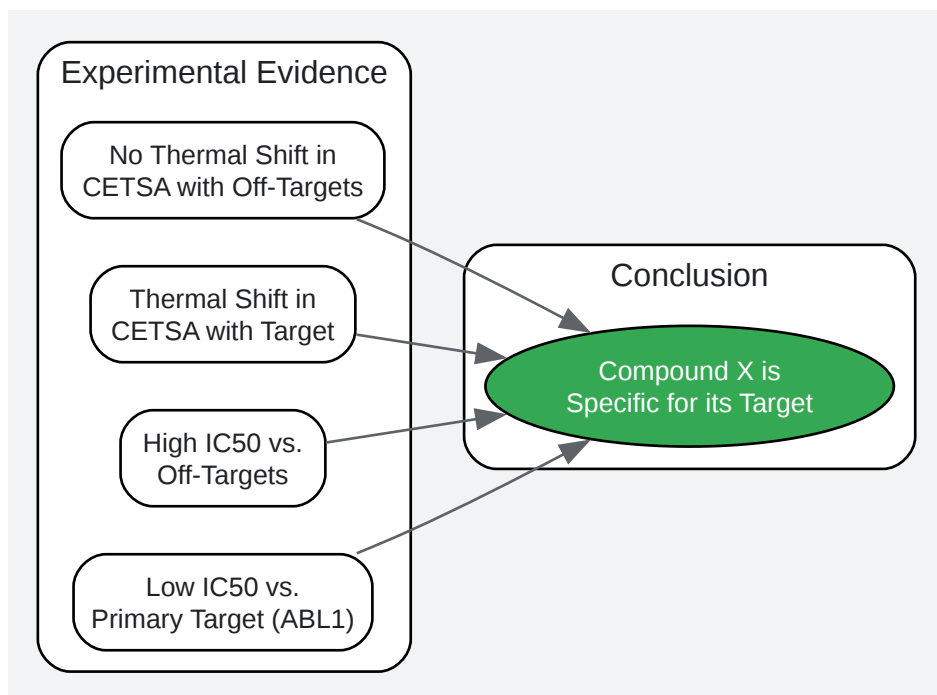 Experimental Evidence
No Thermal Shift in
CETSA with Off-Targets
Thermal Shift in
CETSA with Target
High IC50 vs.
Off-Targets
Low IC50 vs.
Primary Target (ABL1)
Conclusion
Compound X is
Specific for its Target